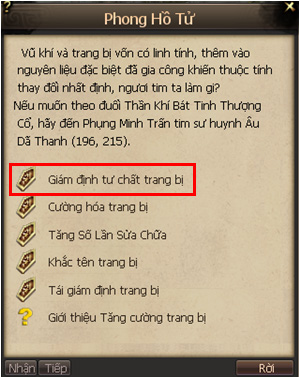 ?
Phong Hồ Tử
Vũ khí và trang bị vốn có linh tính, thêm vào
nguyên liệu đặc biệt đã gia công khiến thuộc tính
thay đổi nhất định, ngươi tìm ta làm gì?
Nếu muốn theo đuổi Thần Khí Bát Tinh Thượng
Cổ, hãy đến Phụng Minh Trấn tìm sư huynh Âu
Dã Thanh (196, 215).
Giám định tư chất trang bị
Cường hóa trang bị
Tăng Số Lần Sửa Chữa
Khắc tên trang bị
Tái giám định trang bị
? Giới thiệu Tăng cường trang bị
Nhận Tiếp Rời